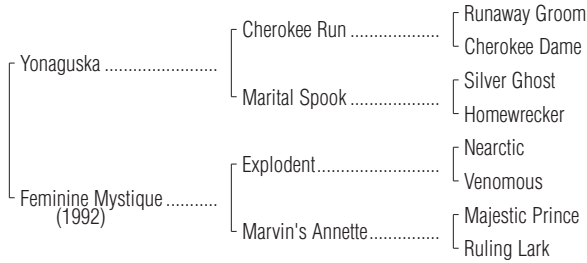 Runaway Groom
Cherokee Run ..................
Cherokee Dame
Yonaguska .......................
Silver Ghost
Marital Spook ..................
Homewrecker
Nearctic
Explodent.........................
Venomous
Feminine Mystique ..........
(1992)
Majestic Prince
Marvin's Annette..............
Ruling Lark